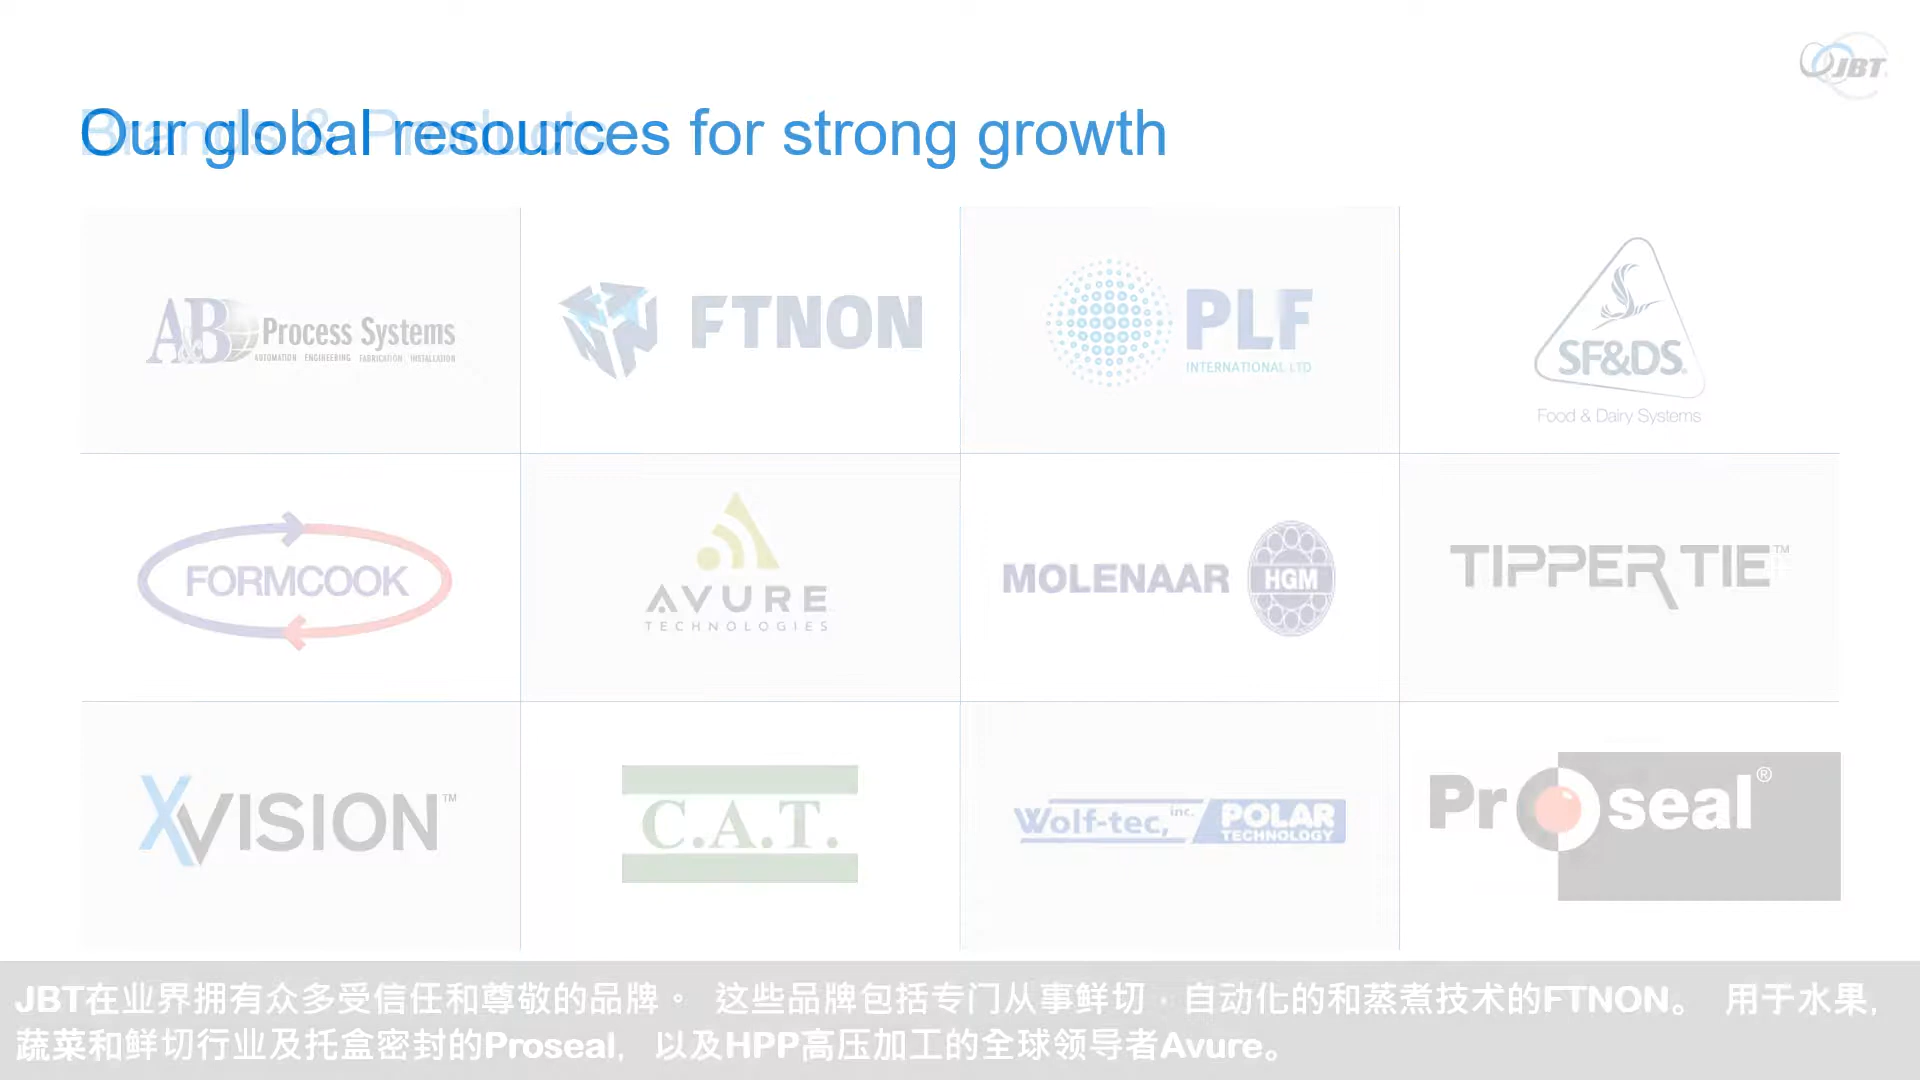 JBT
Our global resources for strong growth
Brands & Products
A&B Process Systems
AUTOMATION ENGINEERING FABRICATION INSTALLATION
FTNON
PLF
INTERNATIONAL LTD
SF&DS®
Food & Dairy Systems
FORMCOOK
AVURE
TECHNOLOGIES
MOLENAAR HGM
TIPPER TIE™
XVISION™
C.A.T.
Wolf-tec, inc. POLAR
TECHNOLOGY
Proseal®
JBT在业界拥有众多受信任和尊敬的品牌。 这些品牌包括专门从事鲜切，自动化的和蒸煮技术的FTNON。 用于水果,
蔬菜和鲜切行业及托盒密封的Proseal, 以及HPP高压加工的全球领导者Avure。